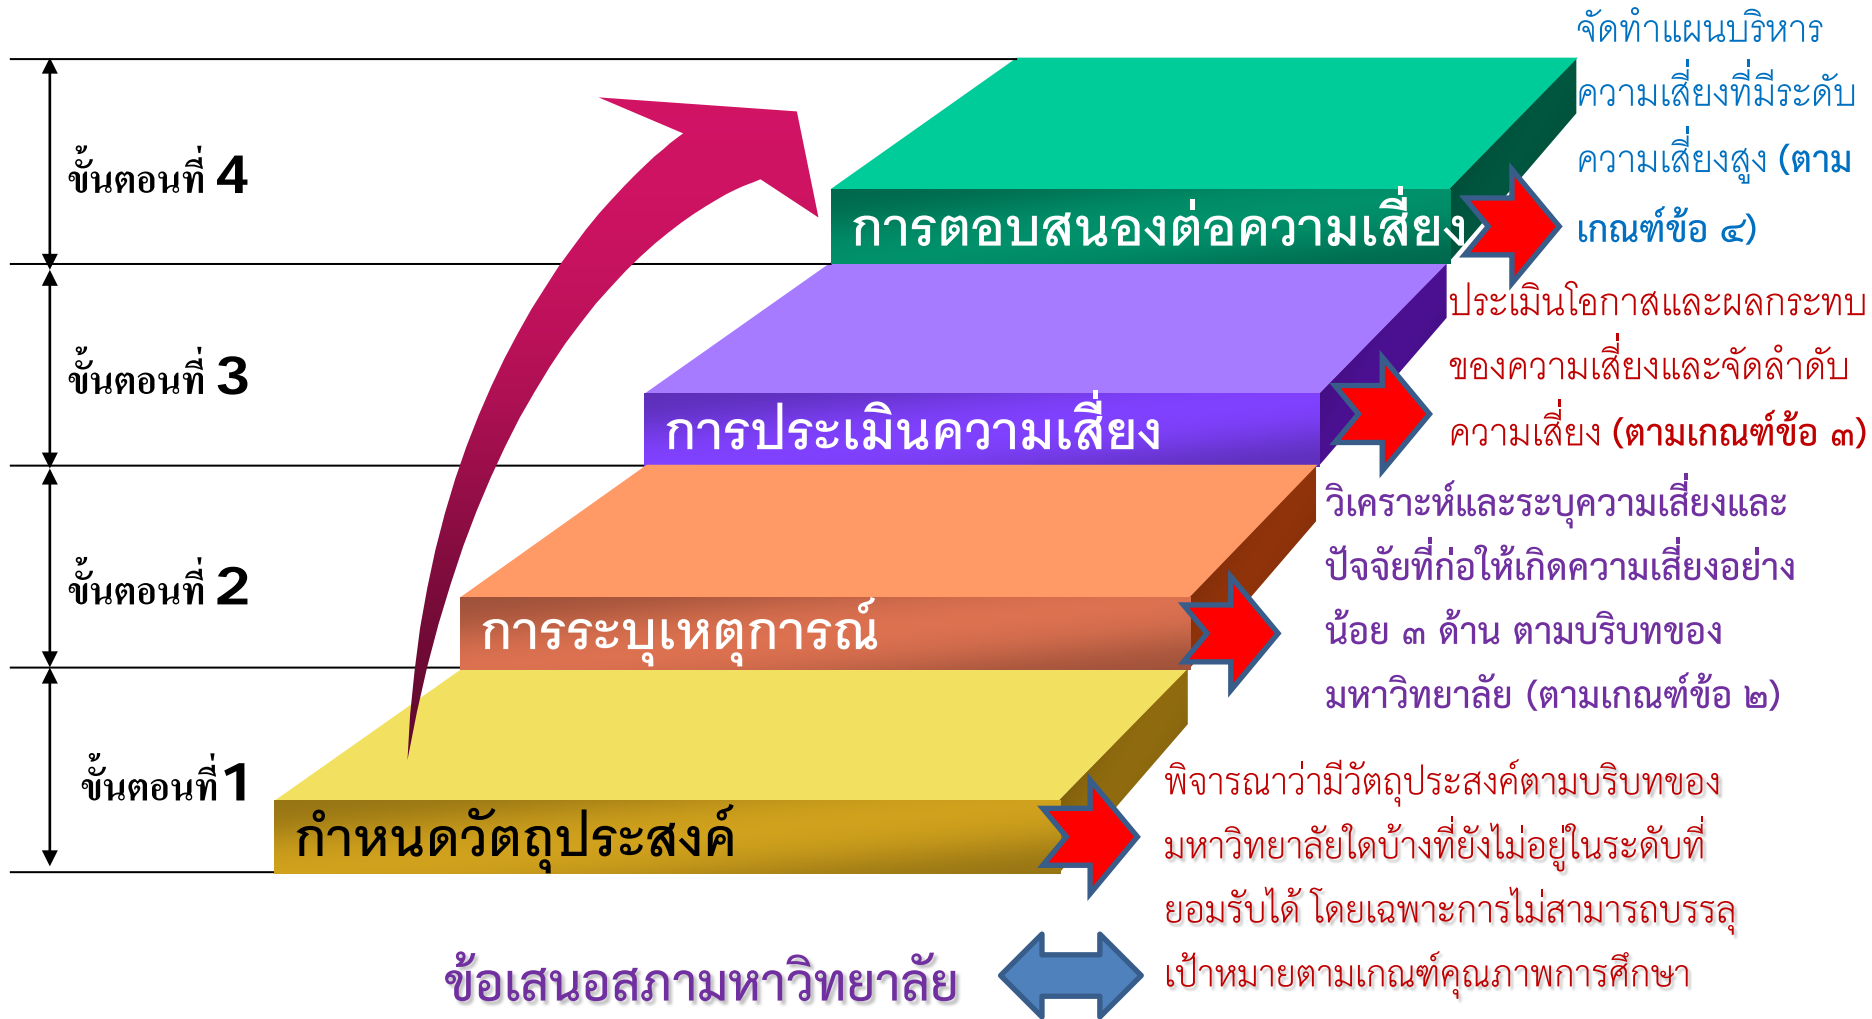 จัดทำแผนบริหาร
ความเสี่ยงที่มีระดับ
ความเสี่ยงสูง (ตาม
เกณฑ์ข้อ ๔)
ขั้นตอนที่ 4
การตอบสนองต่อความเสี่ยง
ประเมินโอกาสและผลกระทบ
ของความเสี่ยงและจัดลำดับ
ความเสี่ยง (ตามเกณฑ์ข้อ ๓)
ขั้นตอนที่ 3
การประเมินความเสี่ยง
วิเคราะห์และระบุความเสี่ยงและ
ปัจจัยที่ก่อให้เกิดความเสี่ยงอย่าง
น้อย ๓ ด้าน ตามบริบทของ
มหาวิทยาลัย (ตามเกณฑ์ข้อ ๒)
ขั้นตอนที่ 2
การระบุเหตุการณ์
ขั้นตอนที่ 1
กำหนดวัตถุประสงค์
พิจารณาว่ามีวัตถุประสงค์ตามบริบทของ
มหาวิทยาลัยใดบ้างที่ยังไม่อยู่ในระดับที่
ยอมรับได้ โดยเฉพาะการไม่สามารถบรรลุ
เป้าหมายตามเกณฑ์คุณภาพการศึกษา
ข้อเสนอสภามหาวิทยาลัย